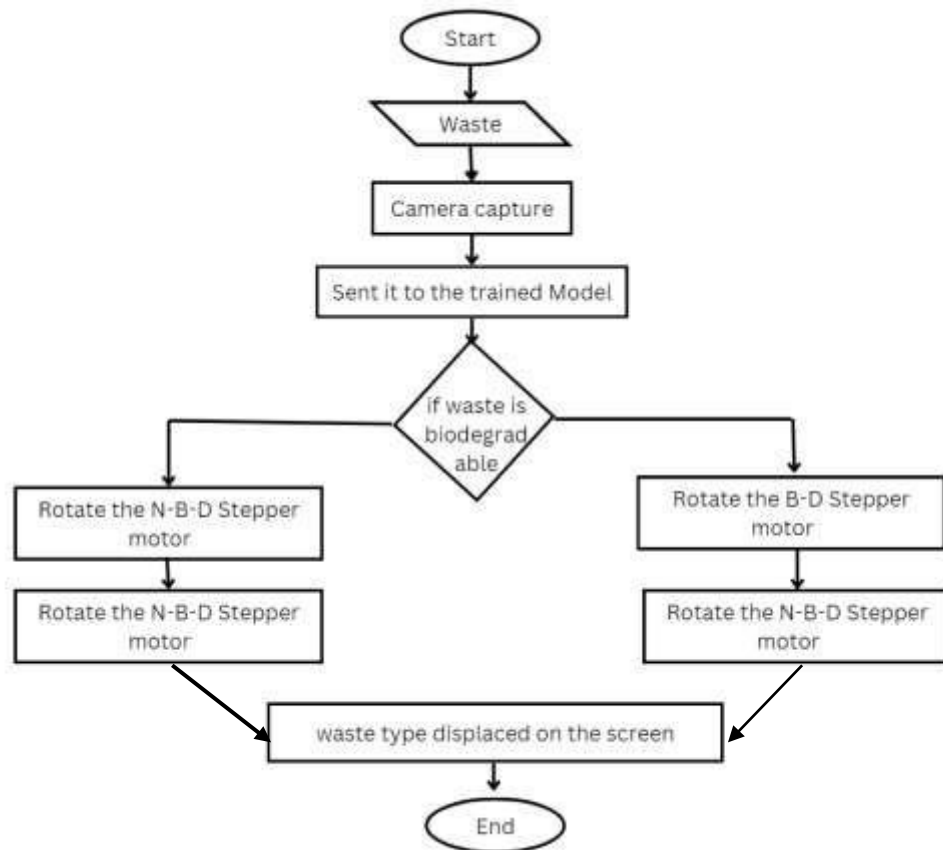 Start
Waste
Camera capture
Sent it to the trained Model
if waste is
biodegrad
able
Rotate the N-B-D Stepper
motor
Rotate the B-D Stepper
motor
Rotate the N-B-D Stepper
motor
Rotate the N-B-D Stepper
motor
waste type displaced on the screen
End